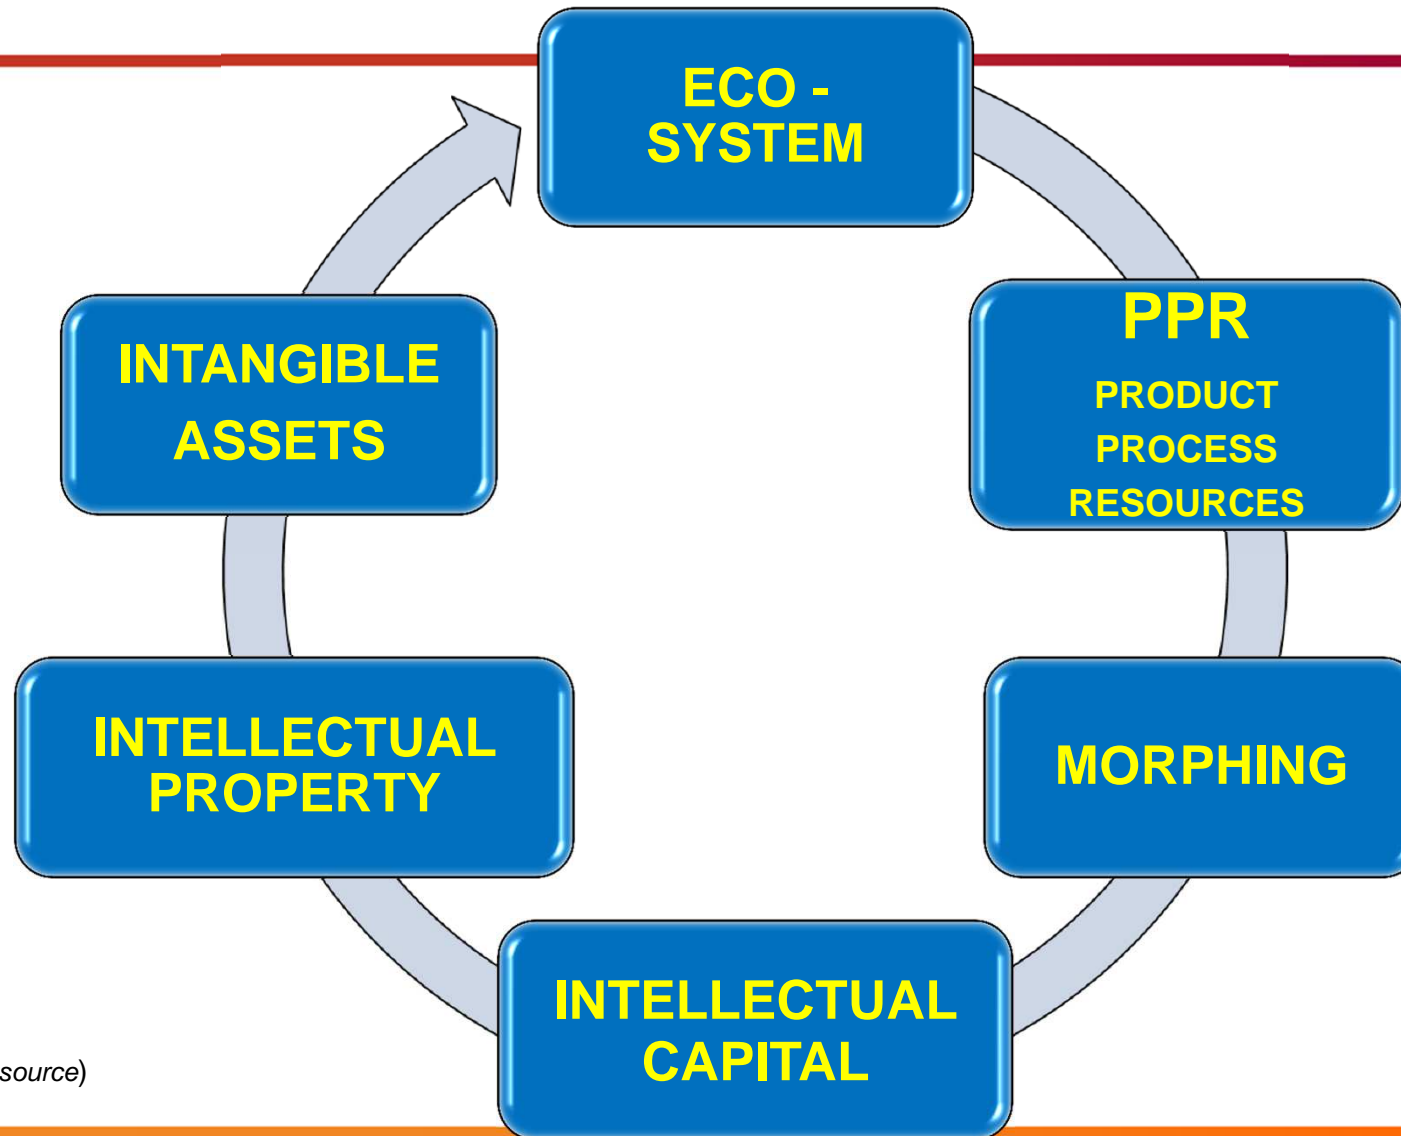 ECO -
SYSTEM
PPR
PRODUCT
PROCESS
RESOURCES
MORPHING
INTELLECTUAL
CAPITAL
INTELLECTUAL
PROPERTY
INTANGIBLE
ASSETS
source)